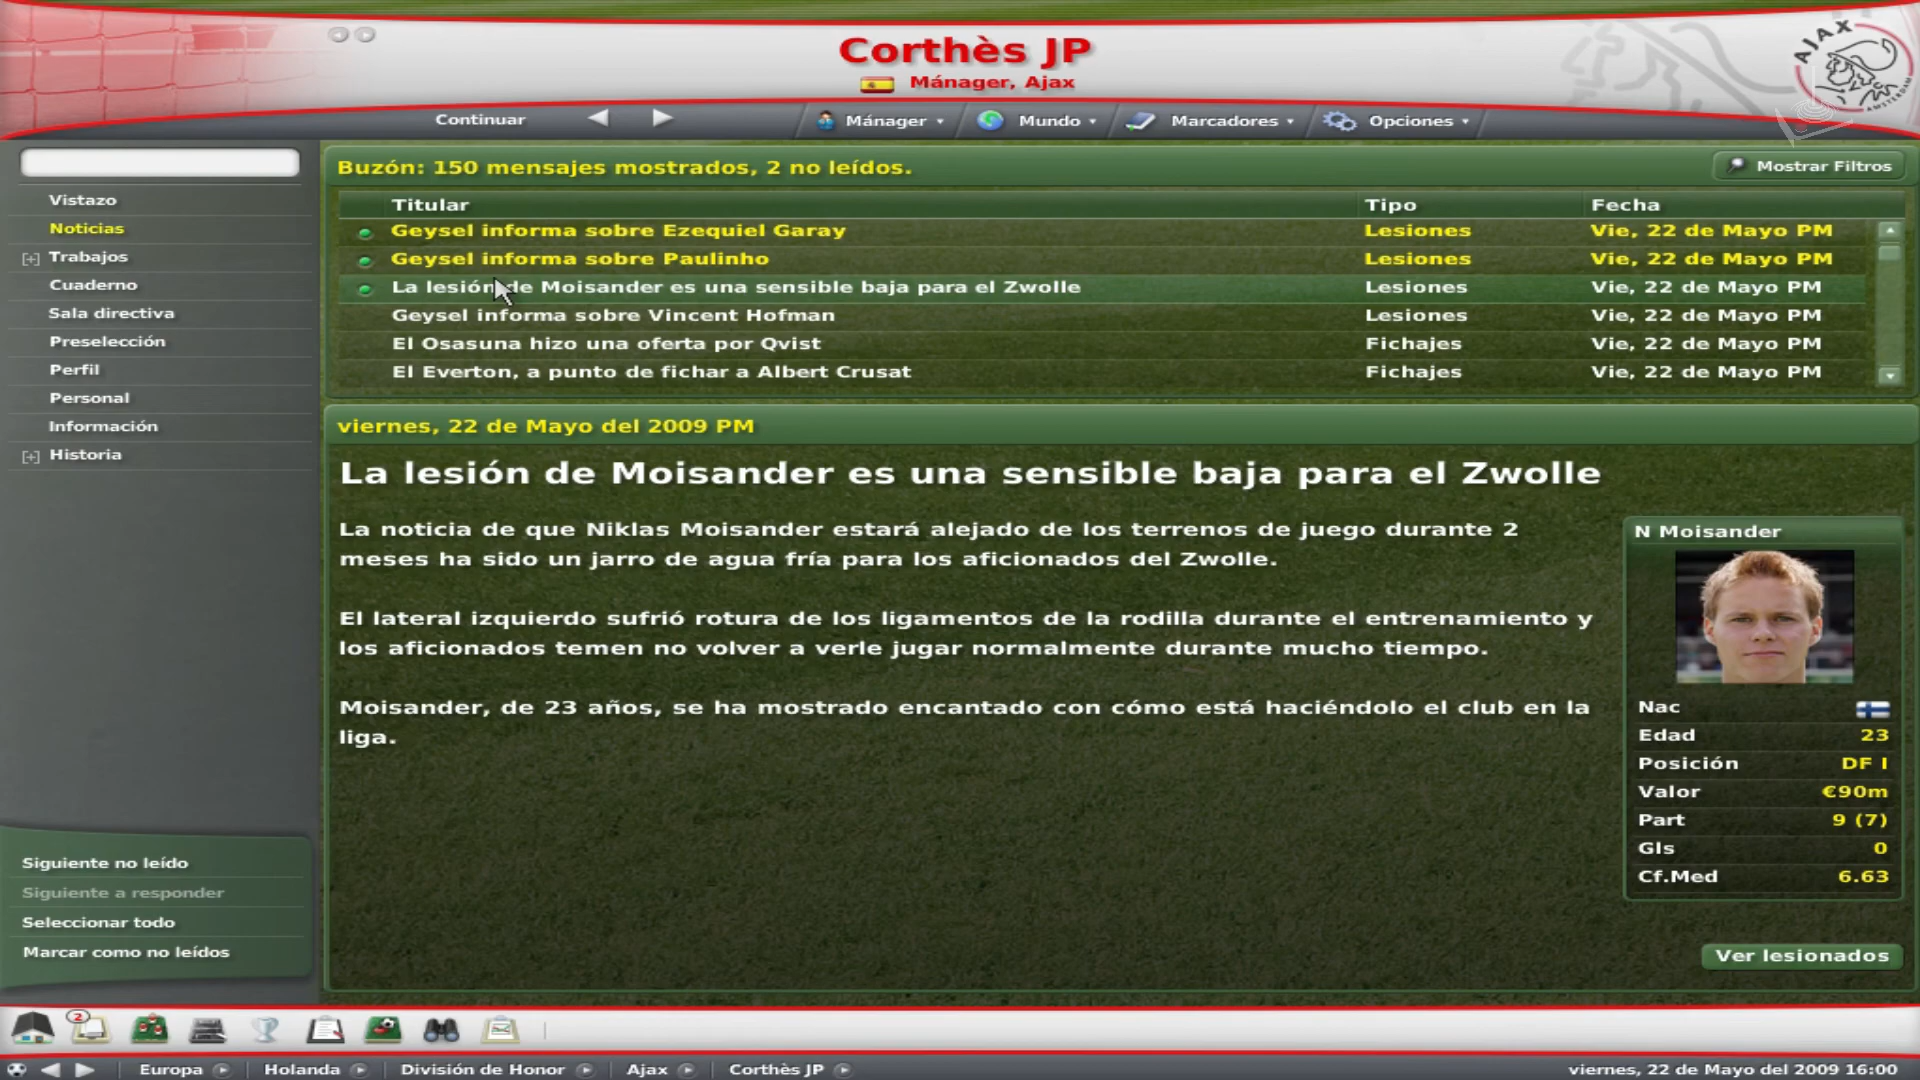 Corthès JP
Mánager, Ajax
AJAX
AMSTERDAM
Continuar
Mánager
Mundo
Marcadores
Opciones
Vistazo
Noticias
[+] Trabajos
Cuaderno
Sala directiva
Preselección
Perfil
Personal
Información
[+] Historia
Buzón: 150 mensajes mostrados, 2 no leídos.
Mostrar Filtros
Titular Tipo Fecha
Geysel informa sobre Ezequiel Garay Lesiones Vie, 22 de Mayo PM
Geysel informa sobre Paulinho Lesiones Vie, 22 de Mayo PM
La lesión de Moisander es una sensible baja para el Zwolle Lesiones Vie, 22 de Mayo PM
Geysel informa sobre Vincent Hofman Lesiones Vie, 22 de Mayo PM
El Osasuna hizo una oferta por Qvist Fichajes Vie, 22 de Mayo PM
El Everton, a punto de fichar a Albert Crusat Fichajes Vie, 22 de Mayo PM
viernes, 22 de Mayo del 2009 PM
La lesión de Moisander es una sensible baja para el Zwolle
La noticia de que Niklas Moisander estará alejado de los terrenos de juego durante 2
meses ha sido un jarro de agua fría para los aficionados del Zwolle.
El lateral izquierdo sufrió rotura de los ligamentos de la rodilla durante el entrenamiento y
los aficionados temen no volver a verle jugar normalmente durante mucho tiempo.
Moisander, de 23 años, se ha mostrado encantado con cómo está haciéndolo el club en la
liga.
N Moisander
Nac
Edad 23
Posición DF I
Valor €90m
Part 9 (7)
Gls 0
Cf.Med 6.63
Ver lesionados
Siguiente no leído
Siguiente a responder
Seleccionar todo
Marcar como no leídos
2
Europa
Holanda
División de Honor
Ajax
Corthès JP
viernes, 22 de Mayo del 2009 16:00